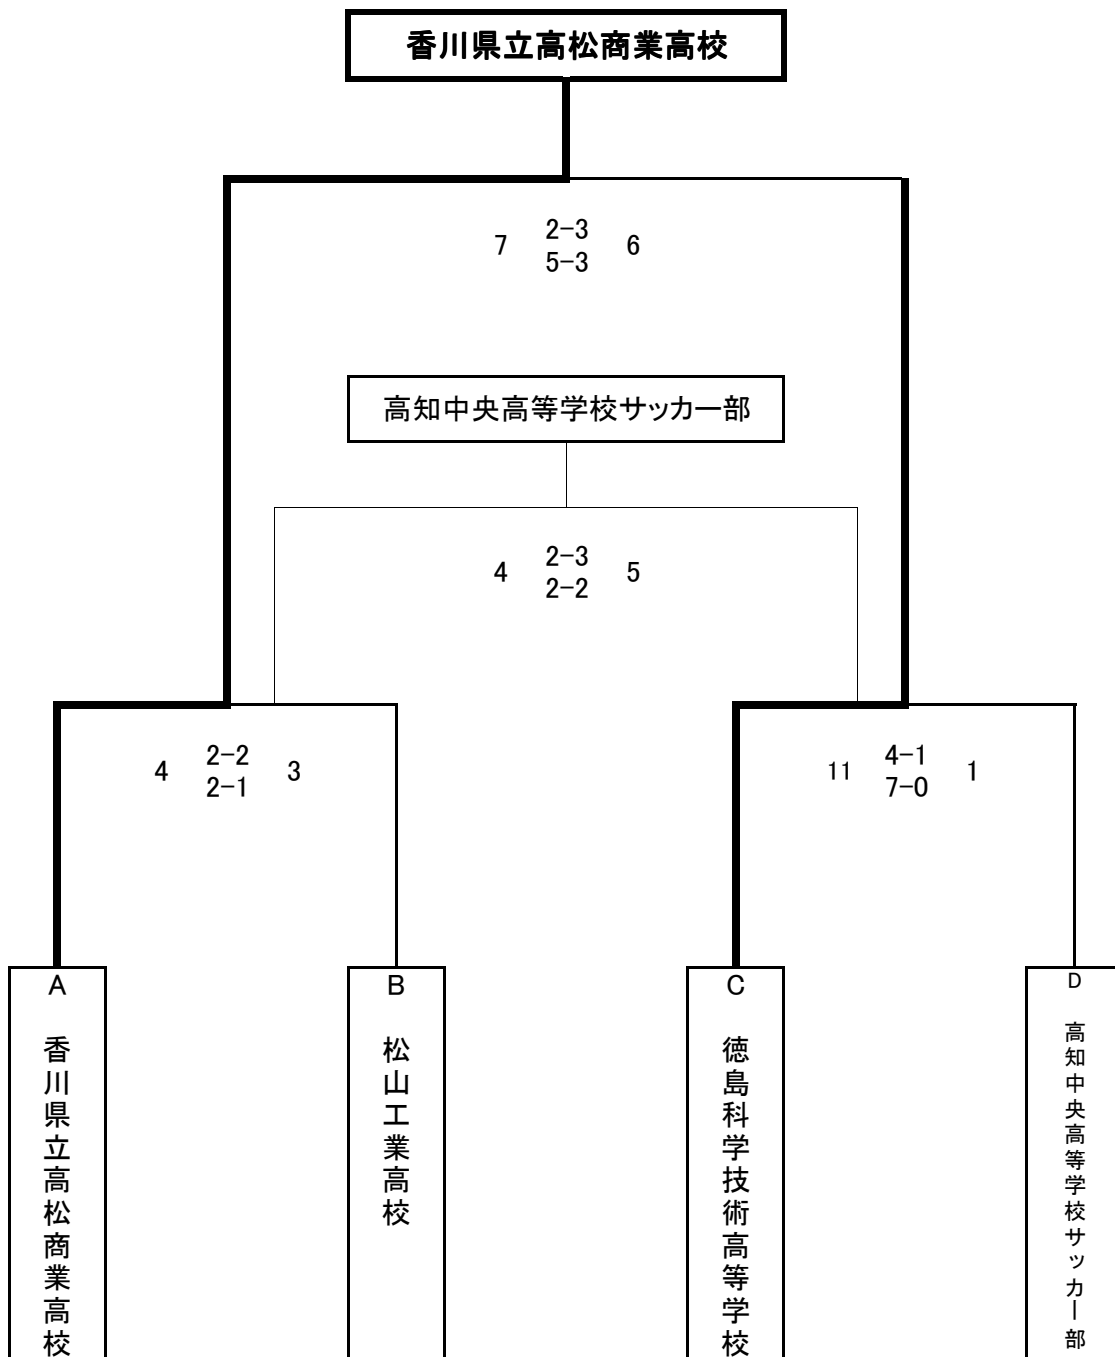 香川県立高松商業高校
7 2-3 6
5-3
高知中央高等学校サッカー部
4 2-3 5
2-2
4 2-2 3
2-1
11 4-1 1
7-0
A
香川県立高松商業高校
B
松山工業高校
C
徳島科学技術高等学校
D
高知中央高等学校サッカー部